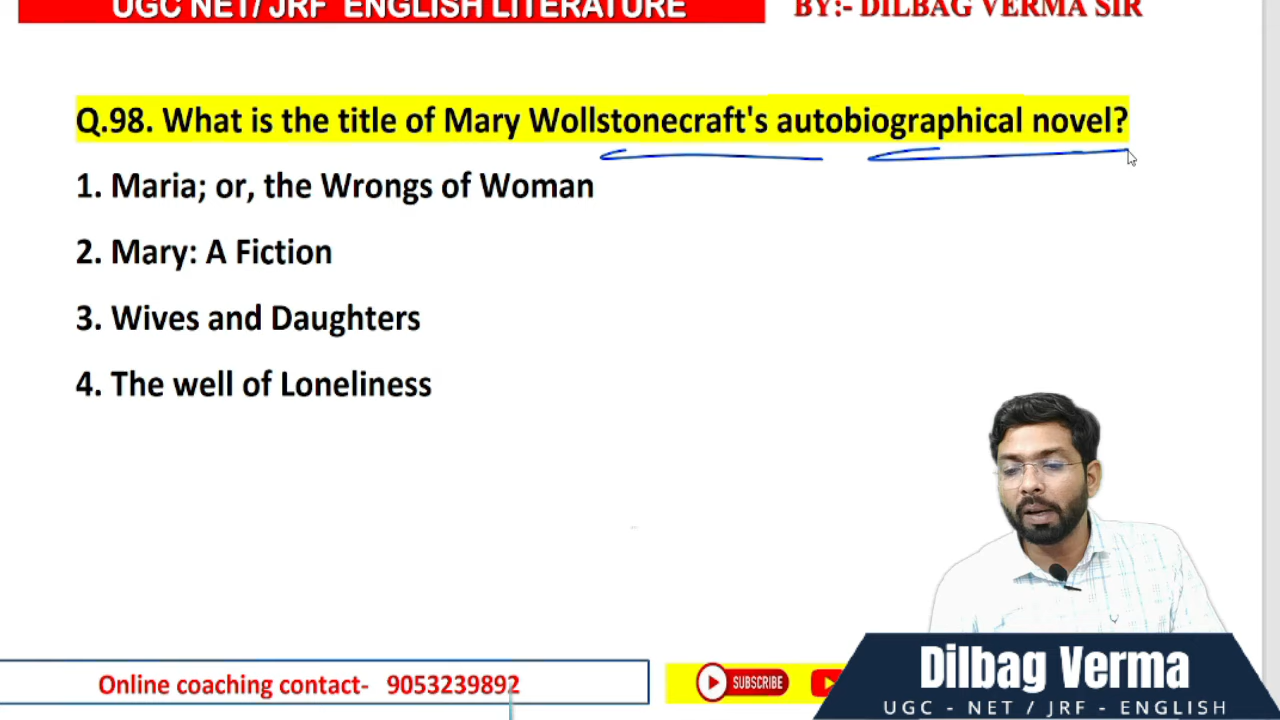 UGC NET/ JRF ENGLISH LITERATURE
BY:- DILBAG VERMA SIR
Q.98. What is the title of Mary Wollstonecraft's autobiographical novel?
1. Maria; or, the Wrongs of Woman
2. Mary: A Fiction
3. Wives and Daughters
4. The well of Loneliness
Online coaching contact- 9053239892
SUBSCRIBE
Dilbag Verma
UGC - NET / JRF - ENGLISH